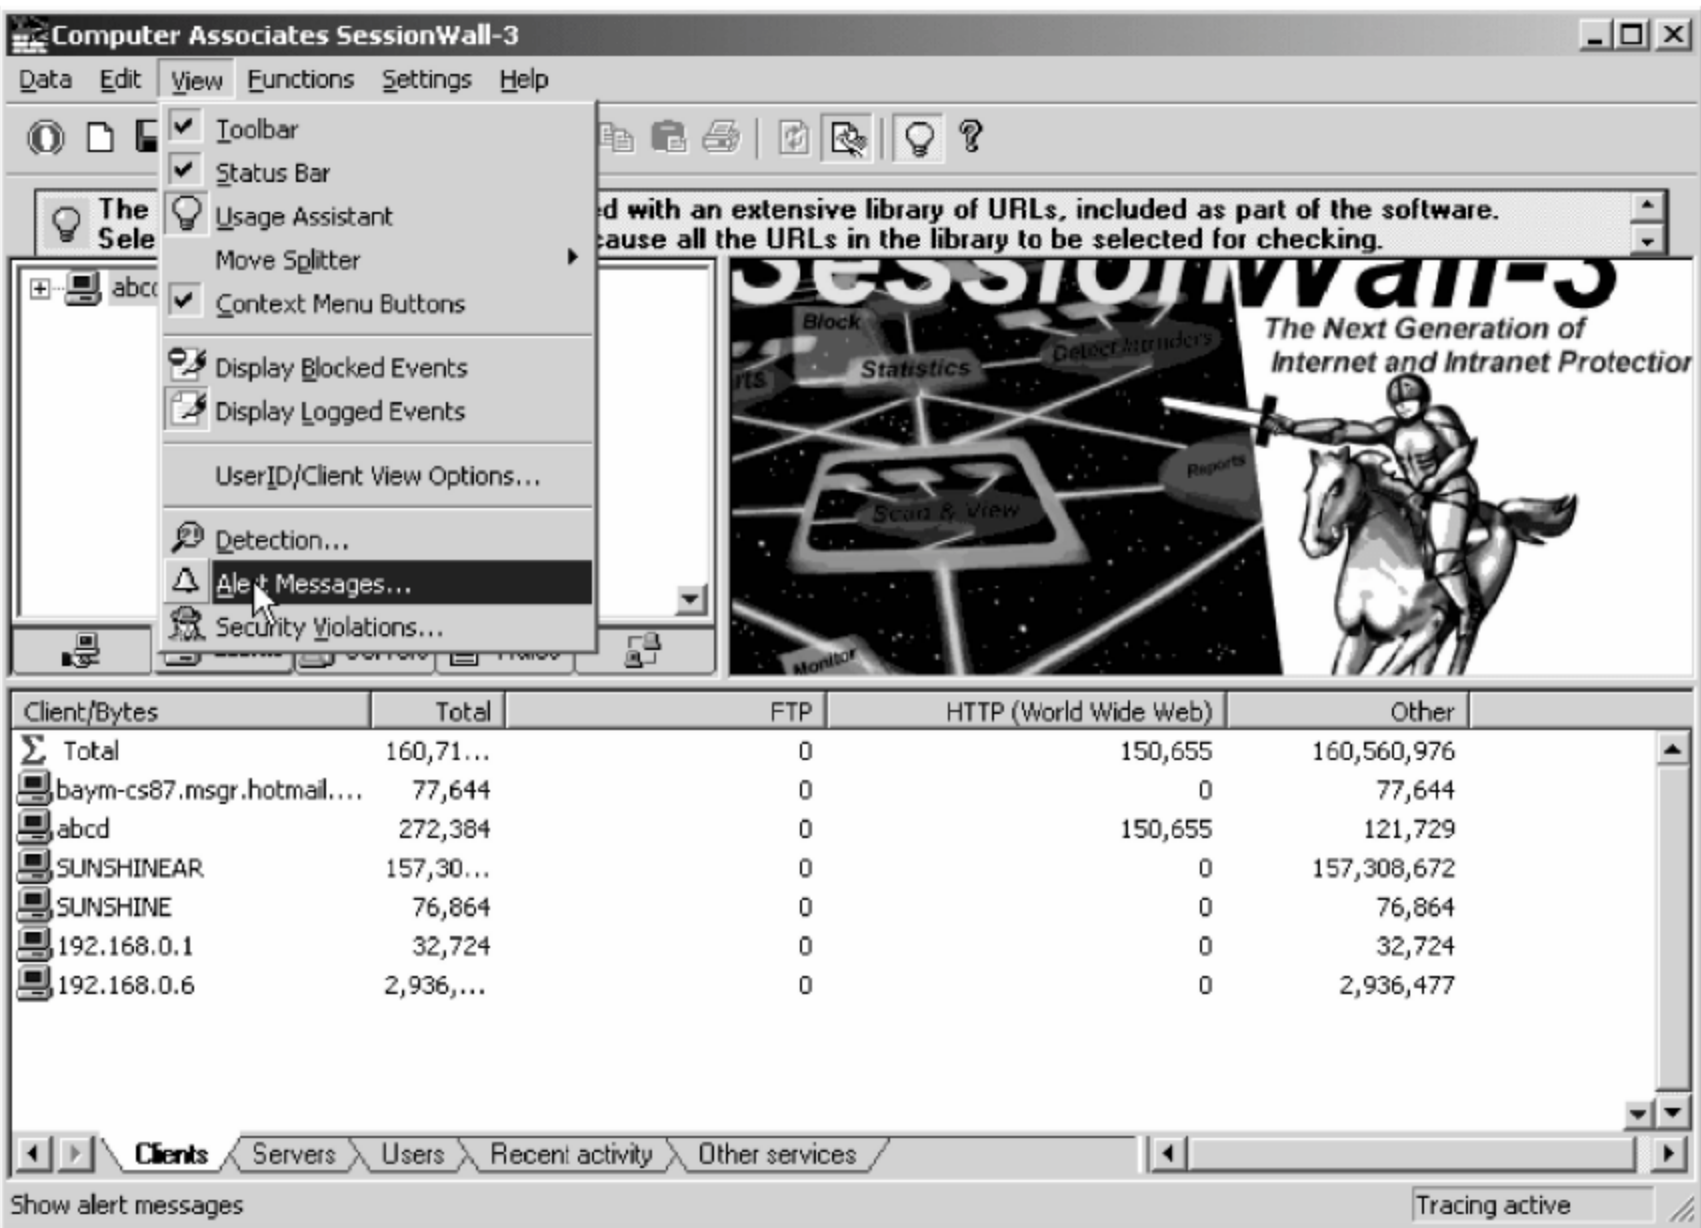 Computer Associates SessionWall-3
Data Edit View Functions Settings Help
Toolbar
Status Bar
Usage Assistant
Move Splitter
Context Menu Buttons
Display Blocked Events
Display Logged Events
UserID/Client View Options...
Detection...
Alert Messages...
Security Violations...
The d with an extensive library of URLs, included as part of the software.
Sele cause all the URLs in the library to be selected for checking.
abc
SessionWall-3
The Next Generation of
Internet and Intranet Protection
Block
Statistics
Detect Intruders
rts
Reports
Scan & View
Monitor
Client/Bytes Total FTP HTTP (World Wide Web) Other
Σ Total 160,71... 0 150,655 160,560,976
baym-cs87.msgr.hotmail.... 77,644 0 0 77,644
abcd 272,384 0 150,655 121,729
SUNSHINEAR 157,30... 0 0 157,308,672
SUNSHINE 76,864 0 0 76,864
192.168.0.1 32,724 0 0 32,724
192.168.0.6 2,936,... 0 0 2,936,477
Clients Servers Users Recent activity Other services
Show alert messages Tracing active